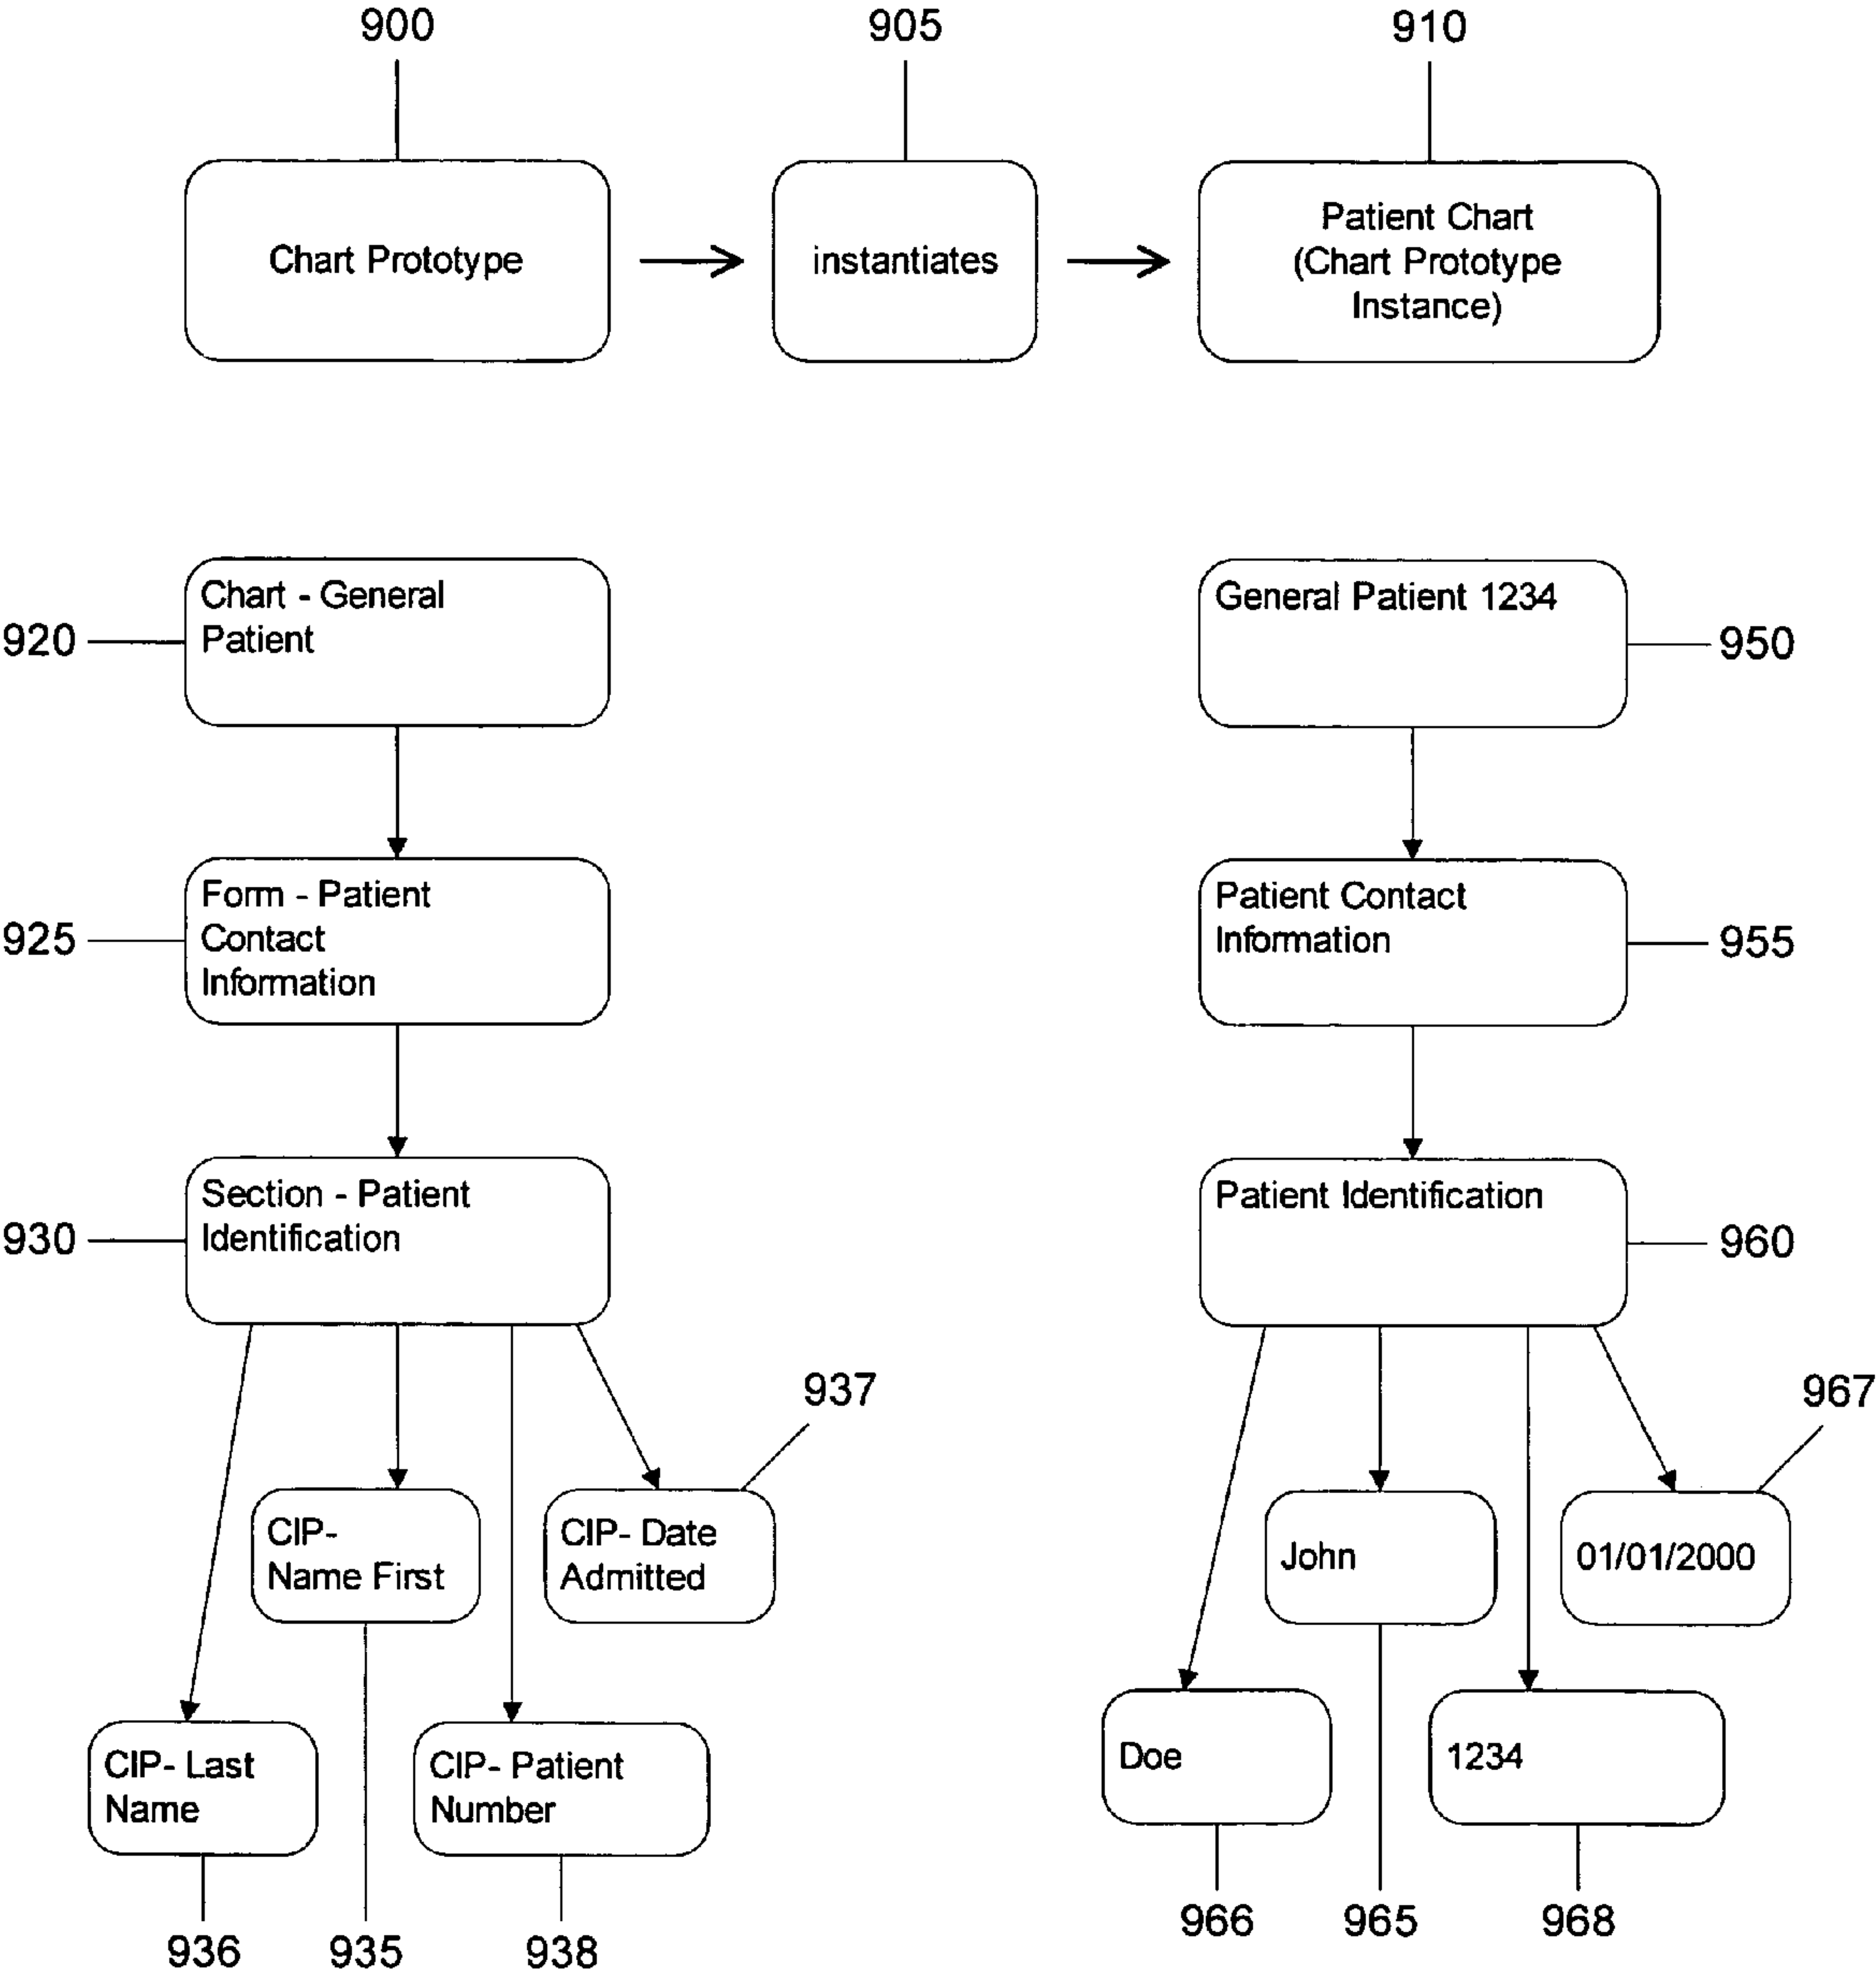 900
905
910
Chart Prototype
instantiates
Patient Chart
(Chart Prototype
Instance)
Chart - General
Patient
920
General Patient 1234
950
Form - Patient
Contact
Information
925
Patient Contact
Information
955
Section - Patient
Identification
930
Patient Identification
960
937
967
CIP-
Name First
CIP- Date
Admitted
John
01/01/2000
CIP- Last
Name
CIP- Patient
Number
Doe
1234
936
935
938
966
965
968